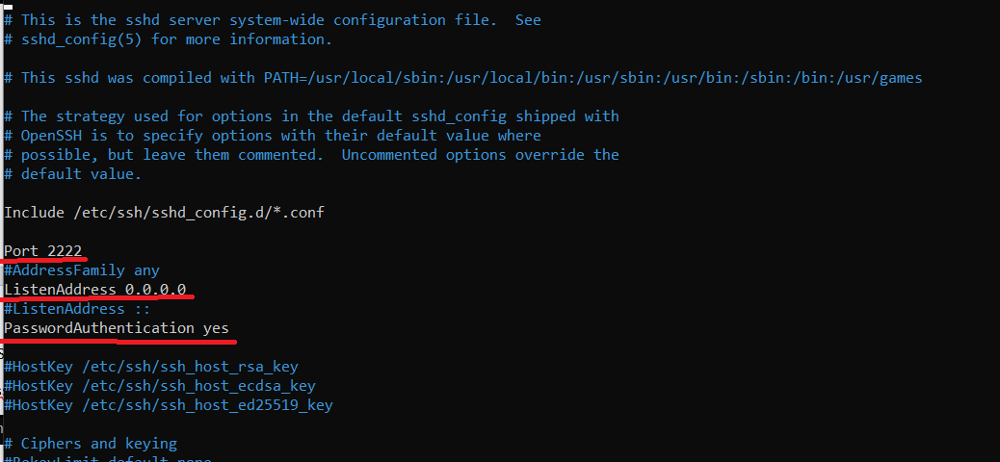 # This is the sshd server system-wide configuration file.  See
# sshd_config(5) for more information.
# This sshd was compiled with PATH=/usr/local/sbin:/usr/local/bin:/usr/sbin:/usr/bin:/sbin:/bin:/usr/games
# The strategy used for options in the default sshd_config shipped with
# OpenSSH is to specify options with their default value where
# possible, but leave them commented.  Uncommented options override the
# default value.
Include /etc/ssh/sshd_config.d/*.conf
Port 2222
#AddressFamily any
ListenAddress 0.0.0.0
#ListenAddress ::
PasswordAuthentication yes
#HostKey /etc/ssh/ssh_host_rsa_key
#HostKey /etc/ssh/ssh_host_ecdsa_key
#HostKey /etc/ssh/ssh_host_ed25519_key
# Ciphers and keying
#RekeyLimit default none